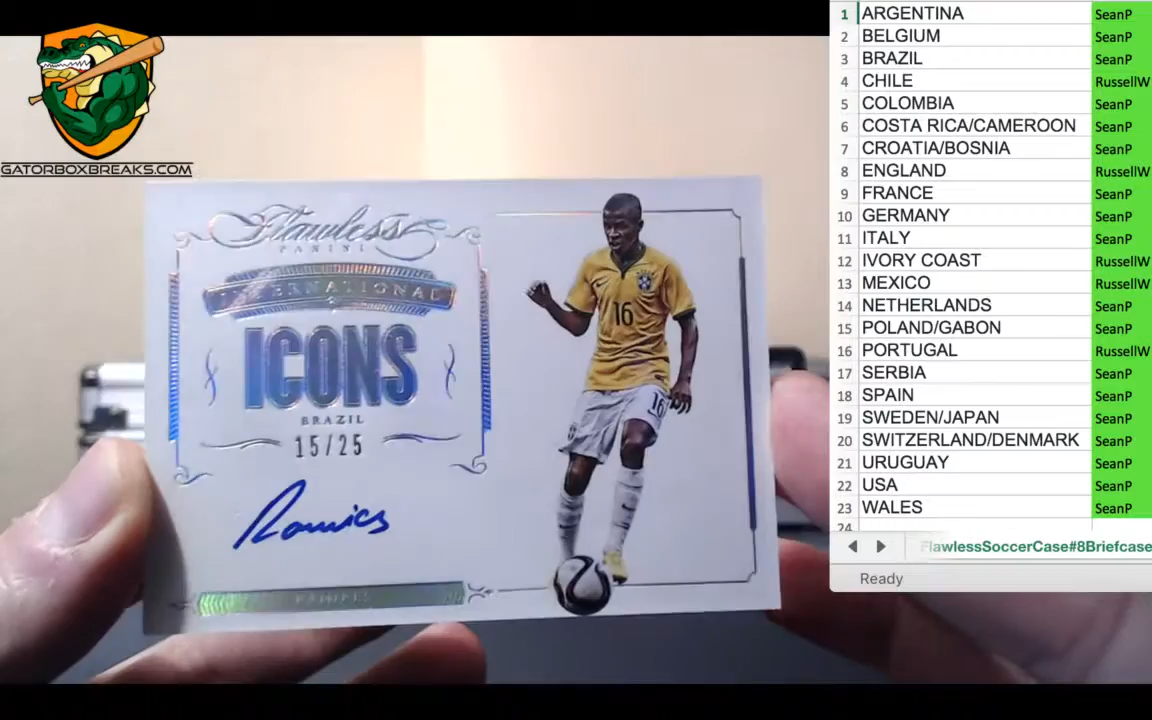 GATORBOXBREAKS.COM
Flawless
PANINI
INTERNATIONAL
ICONS
BRAZIL
15/25
Ramires
RAMIRES
16
16
1 ARGENTINA SeanP
2 BELGIUM SeanP
3 BRAZIL SeanP
4 CHILE RussellW
5 COLOMBIA SeanP
6 COSTA RICA/CAMEROON SeanP
7 CROATIA/BOSNIA SeanP
8 ENGLAND RussellW
9 FRANCE SeanP
10 GERMANY SeanP
11 ITALY SeanP
12 IVORY COAST RussellW
13 MEXICO RussellW
14 NETHERLANDS SeanP
15 POLAND/GABON SeanP
16 PORTUGAL RussellW
17 SERBIA SeanP
18 SPAIN SeanP
19 SWEDEN/JAPAN SeanP
20 SWITZERLAND/DENMARK SeanP
21 URUGUAY SeanP
22 USA SeanP
23 WALES SeanP
24
FlawlessSoccerCase#8Briefcase
Ready